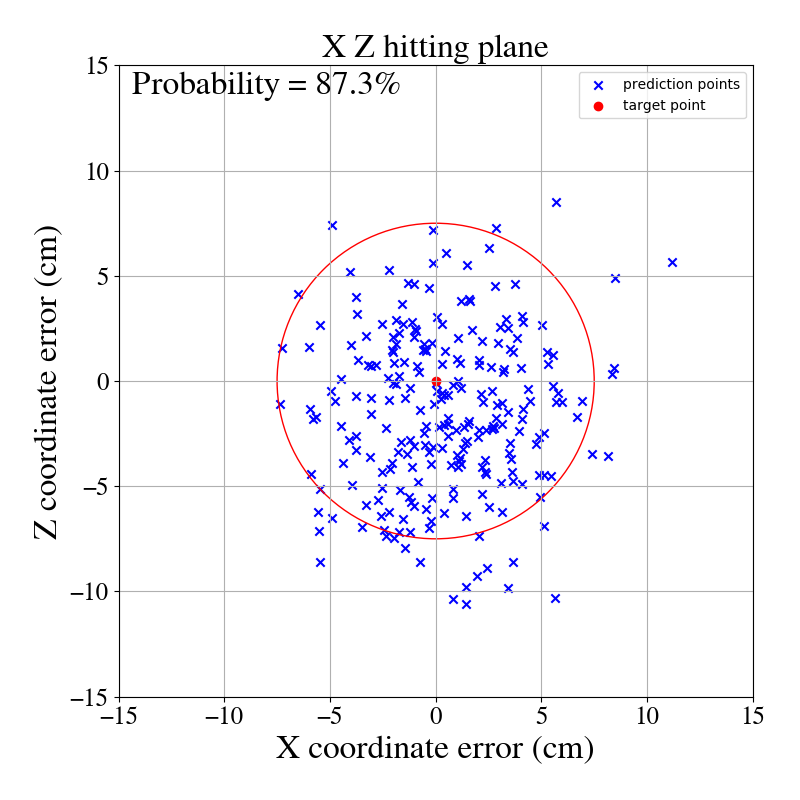 X Z hitting plane
Probability = 87.3%
prediction points
target point
15
10
5
0
−5
−10
−15
Z coordinate error (cm)
−15 −10 −5 0 5 10 15
X coordinate error (cm)